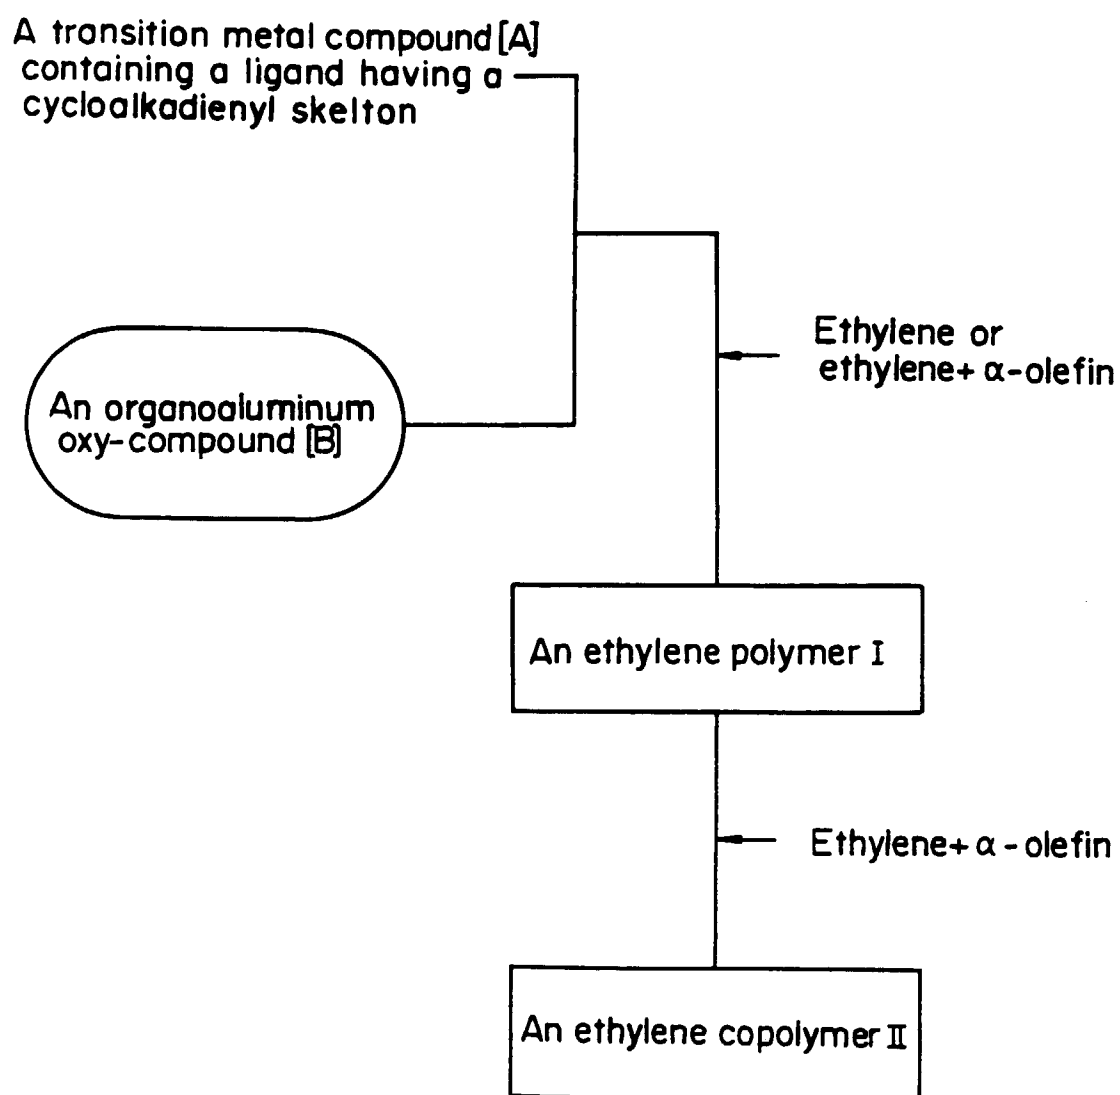 A transition metal compound [A]
containing a ligand having a
cycloalkadienyl skelton
Ethylene or
ethylene+ α-olefin
An organoaluminum
oxy-compound [B]
An ethylene polymer I
Ethylene+ α-olefin
An ethylene copolymer II